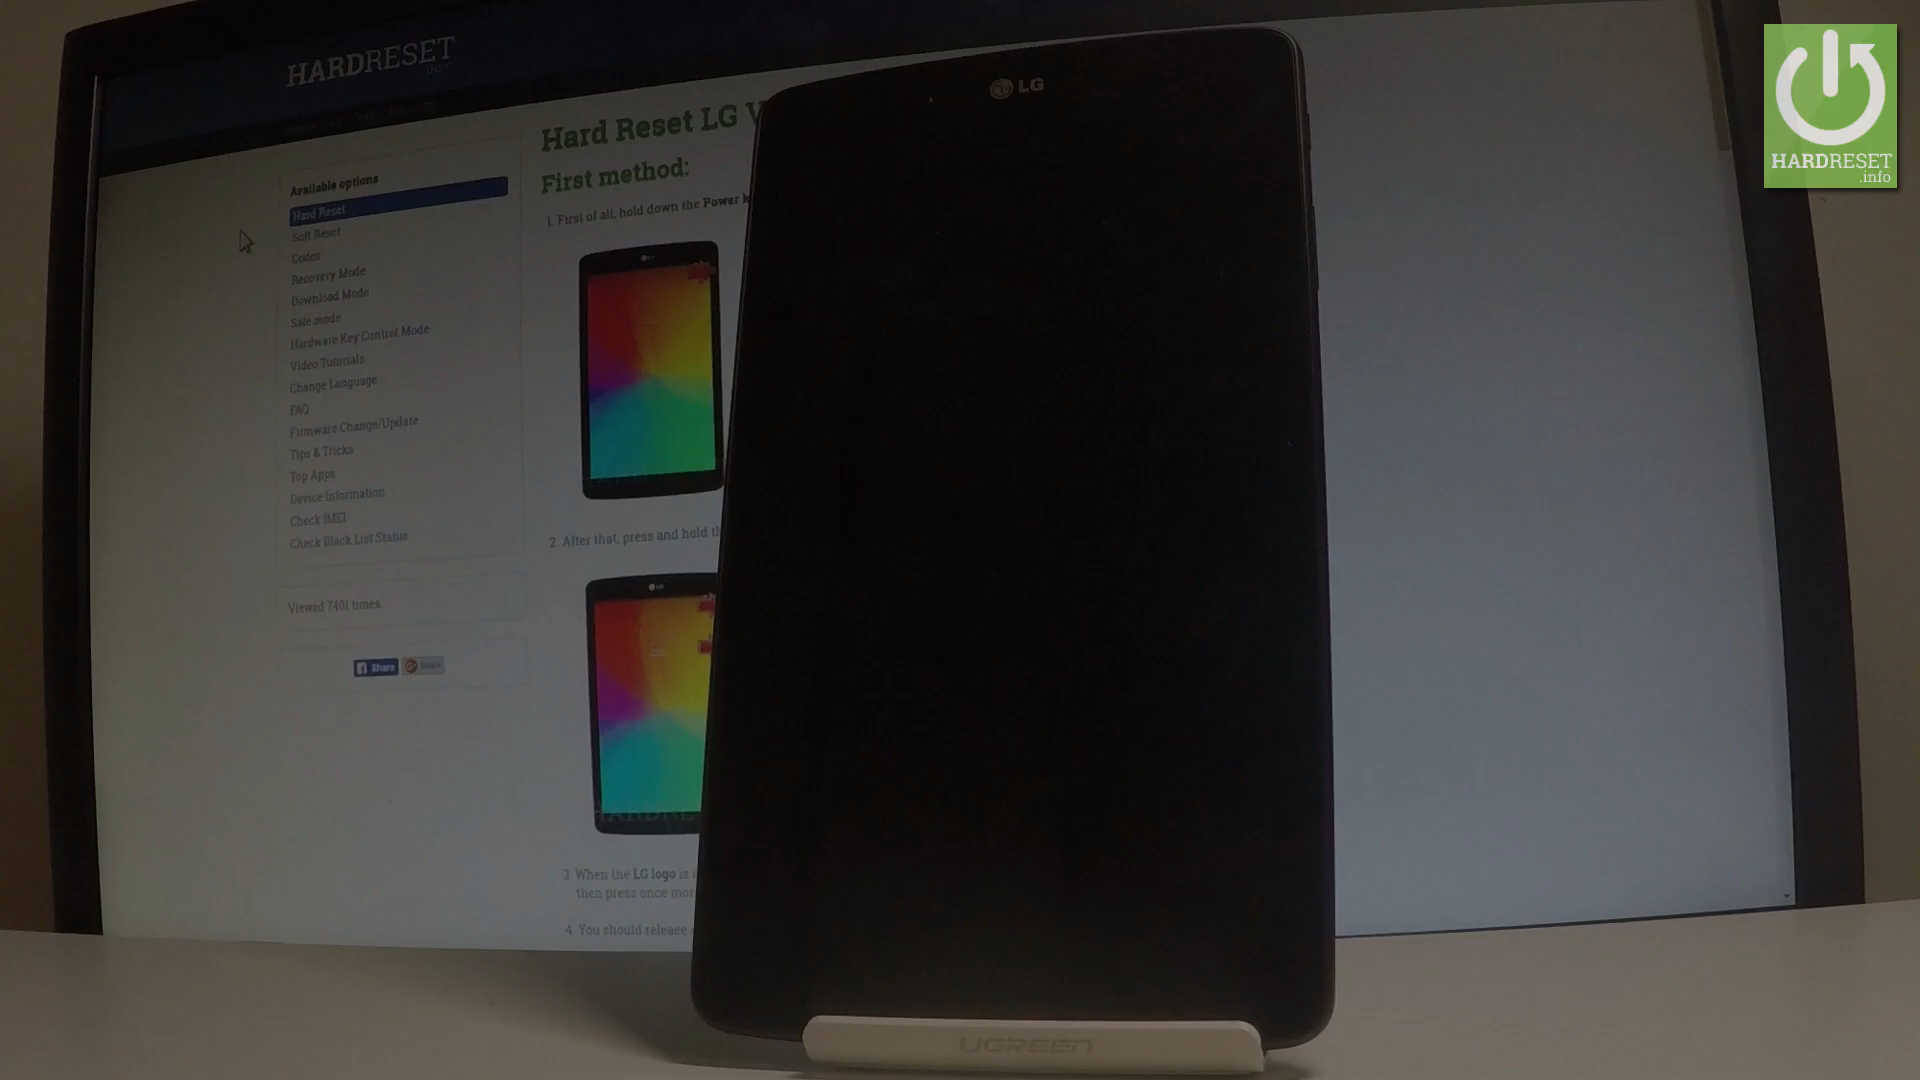 HARDRESET
.INFO
Hard Reset LG V
First method:
1. First of all, hold down the Power k
2. After that, press and hold th
3. When the LG logo is
then press once mor
4. You should release
Available options
Hard Reset
Soft Reset
Codes
Recovery Mode
Download Mode
Safe mode
Hardware Key Control Mode
Video Tutorials
Change Language
FAQ
Firmware Change/Update
Tips & Tricks
Top Apps
Device Information
Check IMEI
Check Black List Status
Viewed 7401 times.
Share
Share
LG
UGREEN
HARDRESET
.info